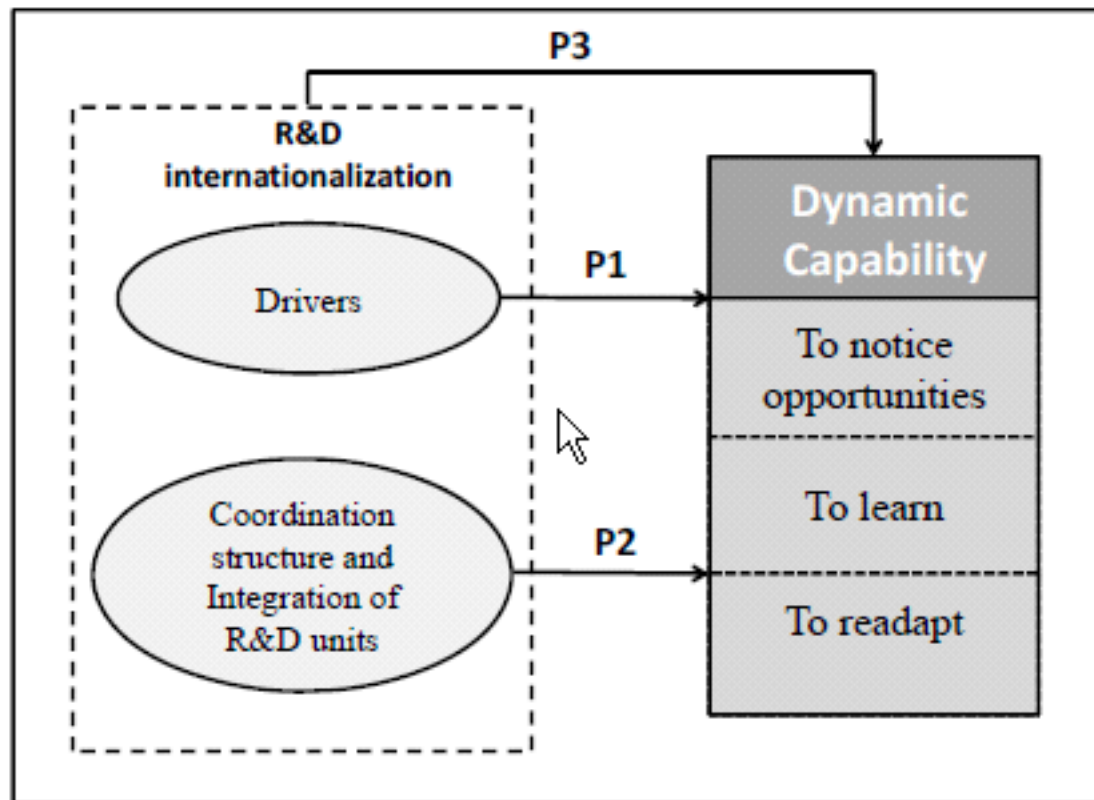 P3
R&D
internationalization
Drivers
Coordination
structure and
Integration of
R&D units
P1
P2
Dynamic
Capability
To notice
opportunities
To learn
To readapt